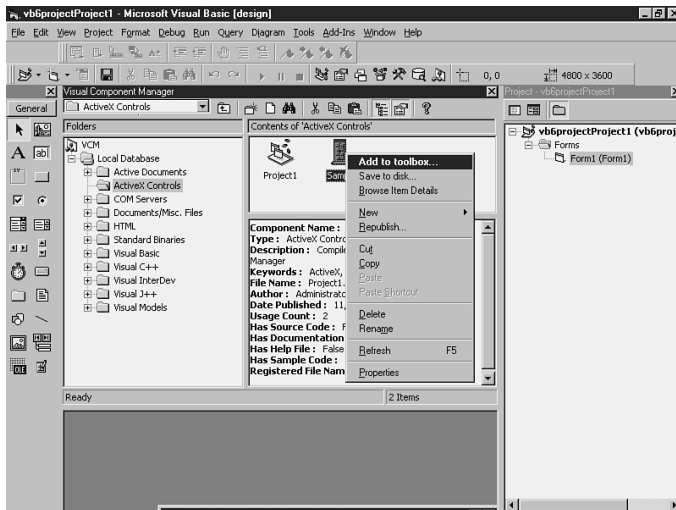 vb6projectProject1 - Microsoft Visual Basic [design]
File Edit View Project Format Debug Run Query Diagram Tools Add-Ins Window Help
0, 0 4800 x 3600
Visual Component Manager
Project - vb6projectProject1
General
ActiveX Controls
Folders
Contents of 'ActiveX Controls'
VCM
Local Database
Active Documents
ActiveX Controls
COM Servers
Documents/Misc. Files
HTML
Standard Binaries
Visual Basic
Visual C++
Visual InterDev
Visual J++
Visual Models
Project1
Sam
Add to toolbox...
Save to disk...
Browse Item Details
New
Republish...
Cut
Copy
Paste
Paste Shortcut
Delete
Rename
Refresh F5
Properties
Component Name :
Type : ActiveX Contro
Description : Compile
Manager
Keywords : ActiveX,
File Name : Project1.
Author : Administrato
Date Published : 11,
Usage Count : 2
Has Source Code : F
Has Documentation
Has Help File : False
Has Sample Code :
Registered File Nam
vb6projectProject1 (vb6proj
Forms
Form1 (Form1)
Ready
2 Items